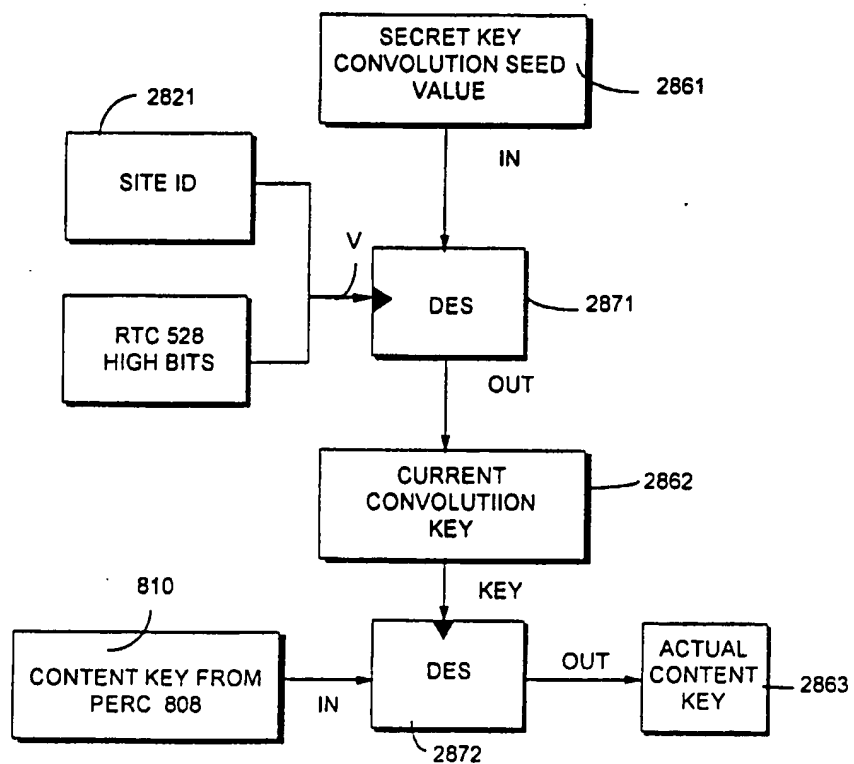 SECRET KEY
CONVOLUTION SEED
VALUE
2861
2821
IN
SITE ID
V
DES
2871
RTC 528
HIGH BITS
OUT
CURRENT
CONVOLUTIION
KEY
2862
810
KEY
CONTENT KEY FROM
PERC 808
IN
DES
OUT
ACTUAL
CONTENT
KEY
2863
2872